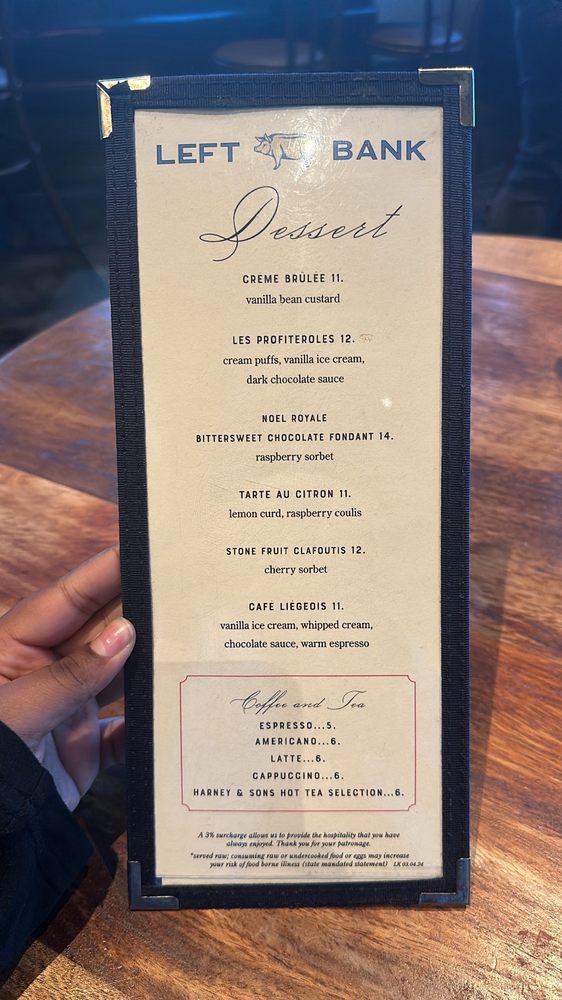 LEFT BANK
Dessert
CREME BRÛLÉE 11.
vanilla bean custard
LES PROFITEROLES 12.
cream puffs, vanilla ice cream,
dark chocolate sauce
NOEL ROYALE
BITTERSWEET CHOCOLATE FONDANT 14.
raspberry sorbet
TARTE AU CITRON 11.
lemon curd, raspberry coulis
STONE FRUIT CLAFOUTIS 12.
cherry sorbet
CAFÉ LIÉGEOIS 11.
vanilla ice cream, whipped cream,
chocolate sauce, warm espresso
Coffee and Tea
ESPRESSO...5.
AMERICANO...6.
LATTE...6.
CAPPUCCINO...6.
HARNEY & SONS HOT TEA SELECTION...6.
A 3% surcharge allows us to provide the hospitality that you have
always enjoyed. Thank you for your patronage.
*served raw; consuming raw or undercooked food or eggs may increase
your risk of food borne illness (state mandated statement) LK 03.04.24